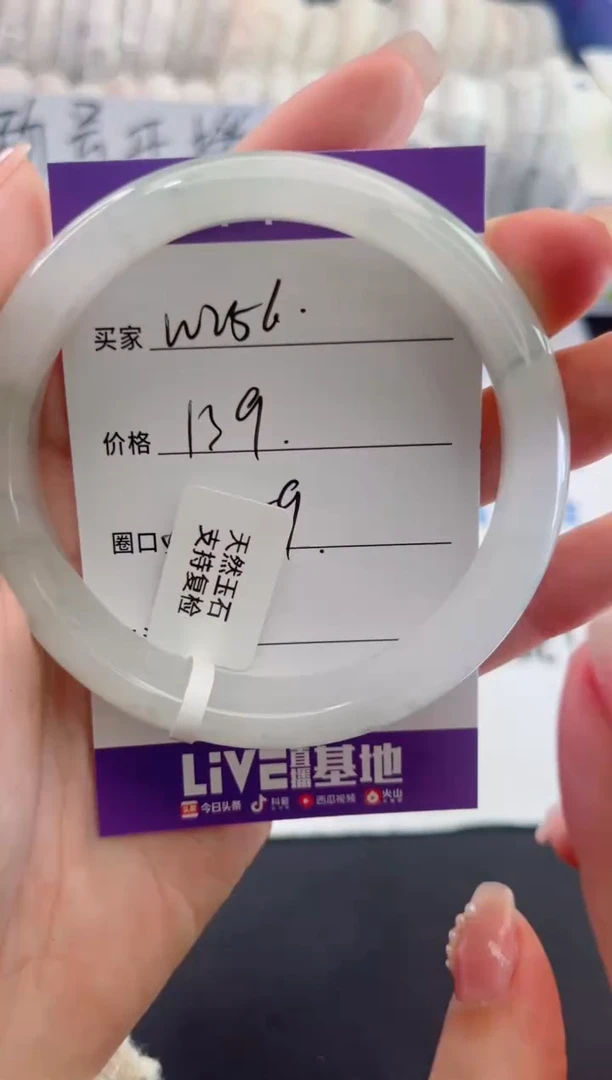 买家 W256.
价格 139.
圈口 9.
天然玉石
支持复检
LiVE直播基地
今日头条 抖音 西瓜视频 火山